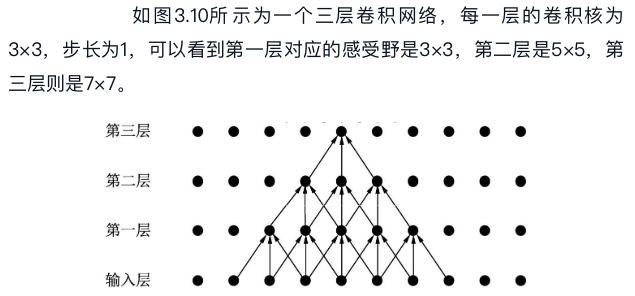 如图3.10所示为一个三层卷积网络，每一层的卷积核为
3×3，步长为1，可以看到第一层对应的感受野是3×3，第二层是5×5，第
三层则是7×7。
第三层
第二层
第一层
输入层